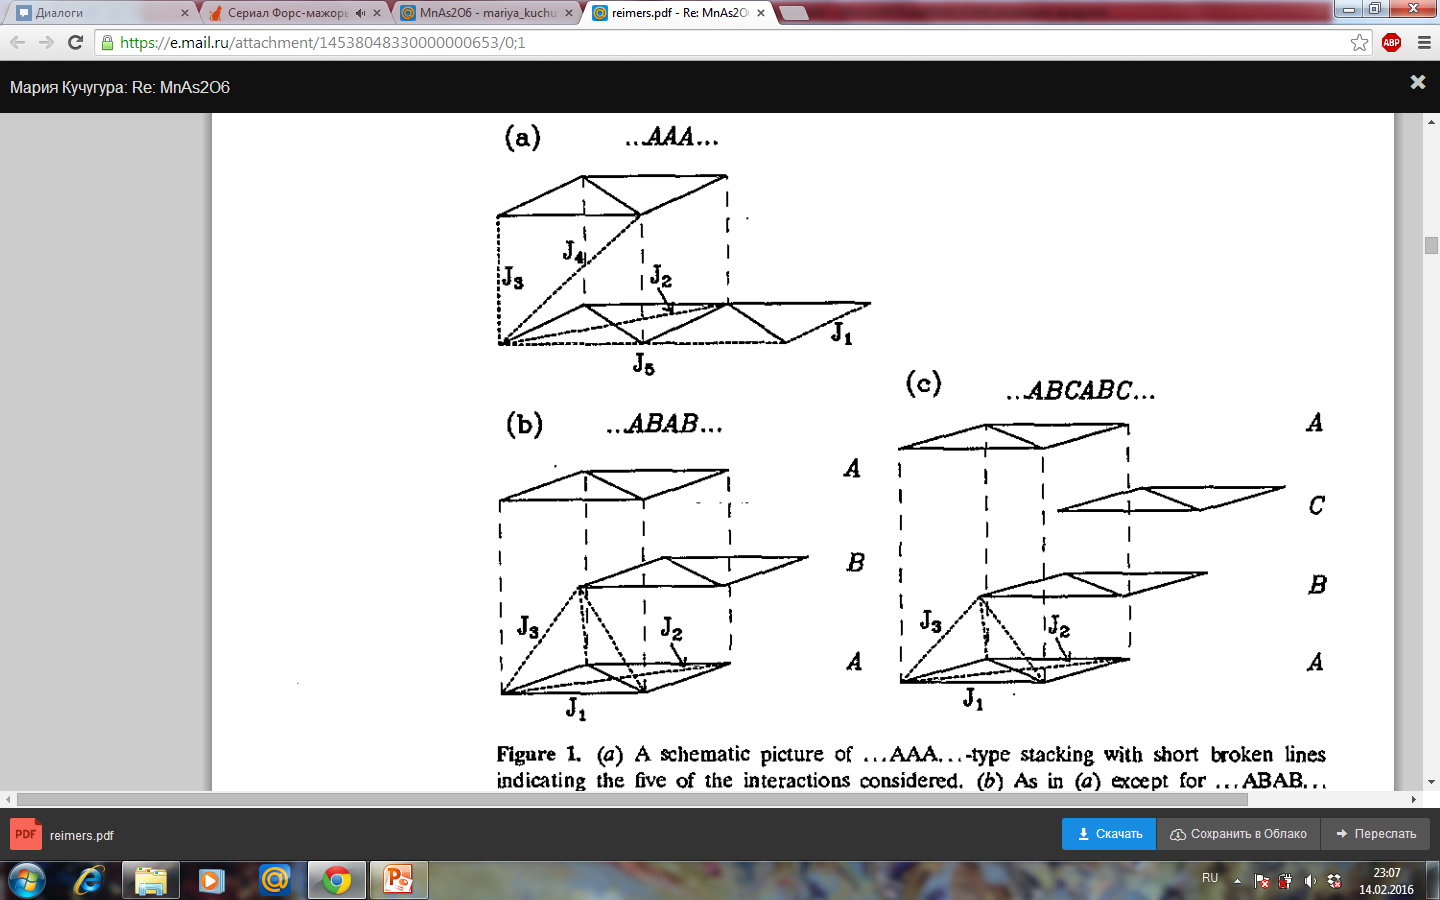 Диалоги
Сериал Форс-мажоры
MnAs2O6 - mariya_kuchu
reimers.pdf - Re: MnAs2O
https://e.mail.ru/attachment/14538048330000000653/0;1
ABP
Мария Кучугура: Re: MnAs2O6
(a) ...AAA...
J4
J3
J2
J1
J5
(c) ...ABCABC...
(b) ...ABAB...
A
A
C
B
B
J3
J2
J3
J2
A
A
J1
J1
Figure 1. (a) A schematic picture of ...AAA...-type stacking with short broken lines
indicating the five of the interactions considered. (b) As in (a) except for ...ABAB...
PDF
reimers.pdf
Скачать
Сохранить в Облако
Переслать
RU
23:07
14.02.2016